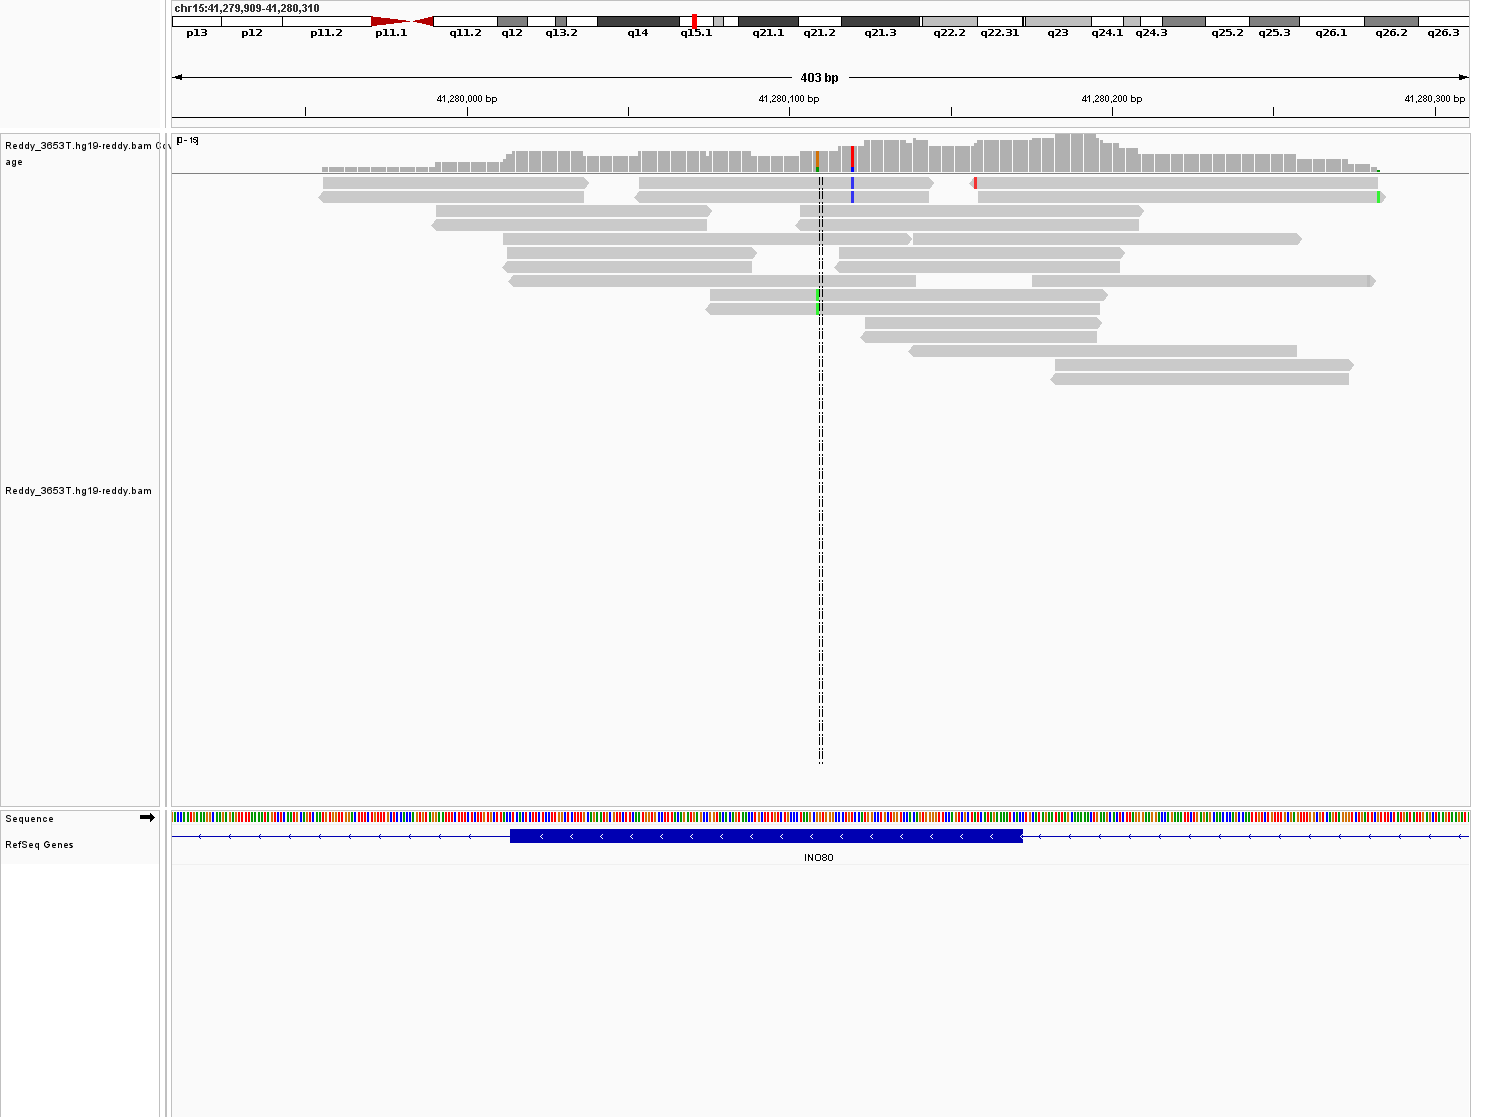 chr15:41,279,909-41,280,310
p13 p12 p11.2 p11.1 q11.2 q12 q13.2 q14 q15.1 q21.1 q21.2 q21.3 q22.2 q22.31 q23 q24.1 q24.3 q25.2 q25.3 q26.1 q26.2 q26.3
403 bp
41,280,000 bp 41,280,100 bp 41,280,200 bp 41,280,300 bp
[0 - 19]
Reddy_3653T.hg19-reddy.bam Cov
age
Reddy_3653T.hg19-reddy.bam
Sequence
RefSeq Genes
INO80